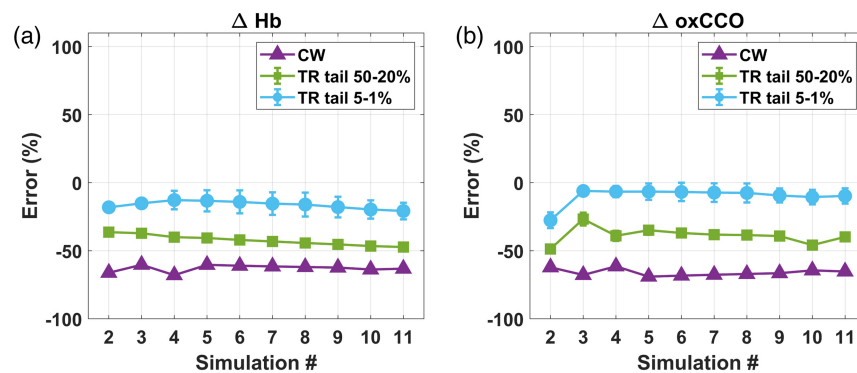 (a)
Δ Hb
CW
TR tail 50-20%
TR tail 5-1%
100
50
0
-50
-100
Error (%)
2 3 4 5 6 7 8 9 10 11
Simulation #
(b)
Δ oxCCO
CW
TR tail 50-20%
TR tail 5-1%
100
50
0
-50
-100
Error (%)
2 3 4 5 6 7 8 9 10 11
Simulation #